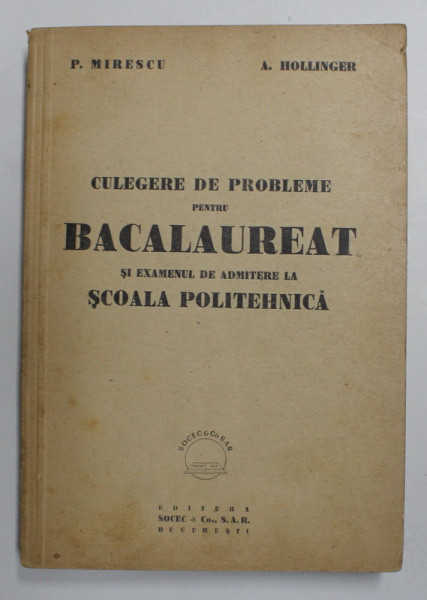 P. MIRESCU A. HOLLINGER
CULEGERE DE PROBLEME
PENTRU
BACALAUREAT
ȘI EXAMENUL DE ADMITERE LA
ȘCOALA POLITEHNICĂ
SOCEC & Co SAR
EDITURA
SOCEC & Co., S. A. R.
BUCUREȘTI